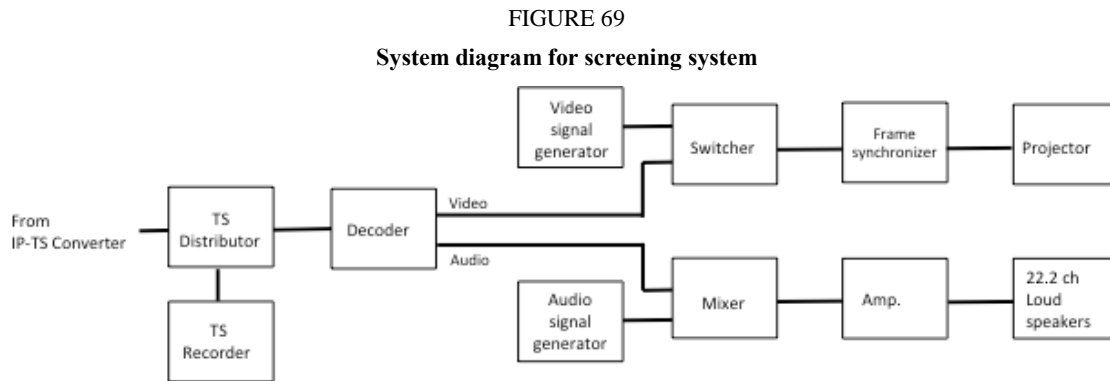 FIGURE 69
System diagram for screening system
Video
signal
generator
Switcher
Frame
synchronizer
Projector
From
IP-TS Converter
TS
Distributor
Decoder
Video
Audio
TS
Recorder
Audio
signal
generator
Mixer
Amp.
22.2 ch
Loud
speakers